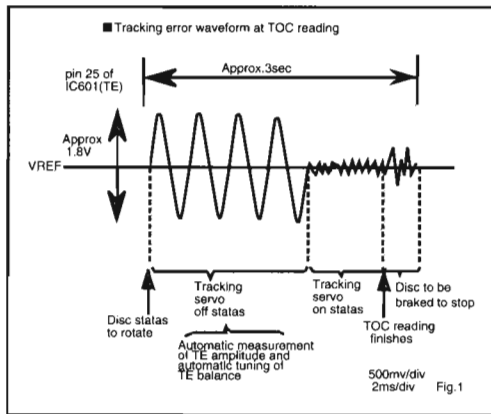 ■ Tracking error waveform at TOC reading
pin 25 of
IC601(TE)
Approx.3sec
Approx
1.8V
VREF
Disc statas
to rotate
Tracking
servo
off statas
Automatic measurement
of TE amplitude and
automatic tuning of
TE balance
Tracking
servo
on statas
Disc to be
braked to stop
TOC reading
finishes
500mv/div
2ms/div
Fig.1